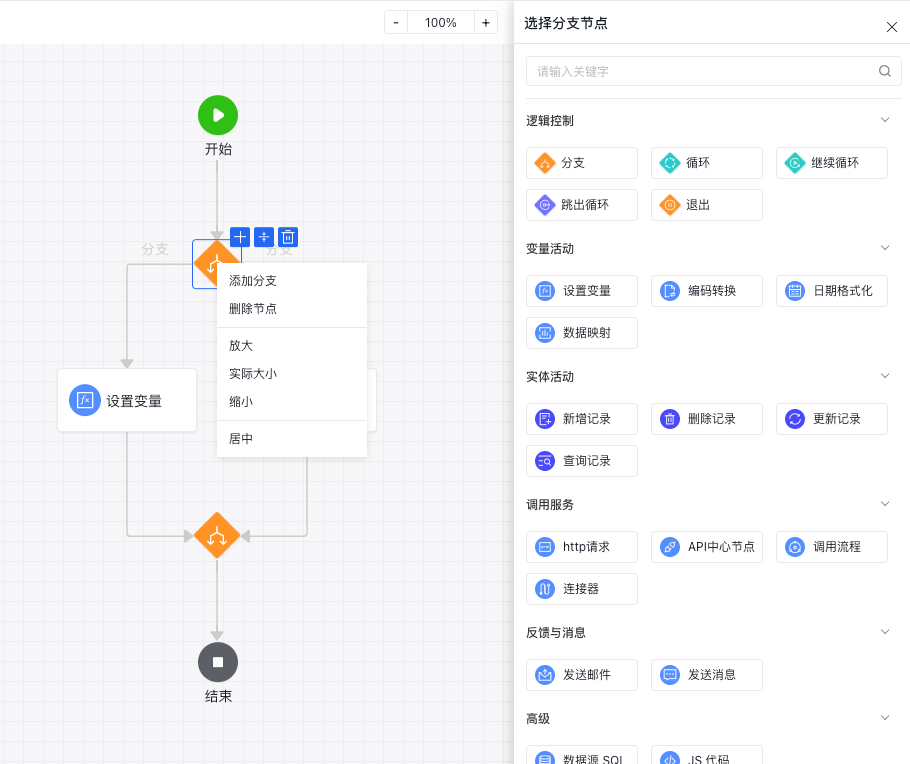 - 100% +
选择分支节点
请输入关键字
逻辑控制
分支 循环 继续循环
跳出循环 退出
变量活动
设置变量 编码转换 日期格式化
数据映射
实体活动
新增记录 删除记录 更新记录
查询记录
调用服务
http请求 API中心节点 调用流程
连接器
反馈与消息
发送邮件 发送消息
高级
数据源 SQL JS 代码
开始
分支 分支
添加分支
删除节点
放大
实际大小
缩小
居中
设置变量
结束